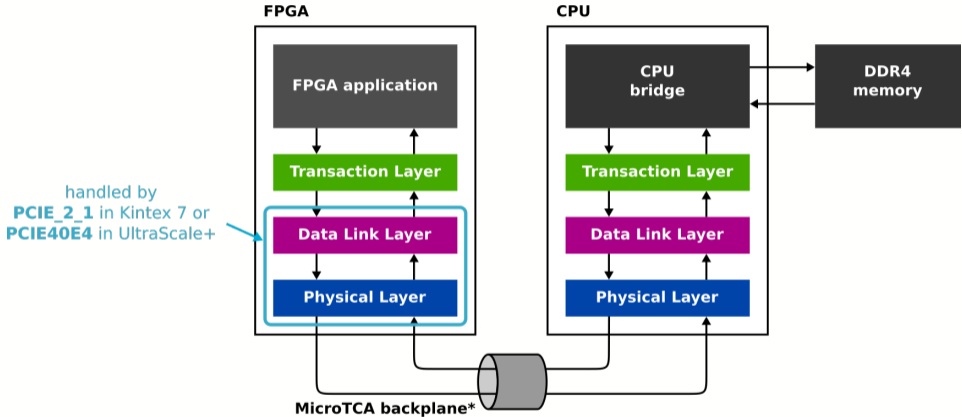 FPGA
CPU
FPGA application
CPU
bridge
DDR4
memory
Transaction Layer
Transaction Layer
handled by
PCIE_2_1 in Kintex 7 or
PCIE40E4 in UltraScale+
Data Link Layer
Data Link Layer
Physical Layer
Physical Layer
MicroTCA backplane*